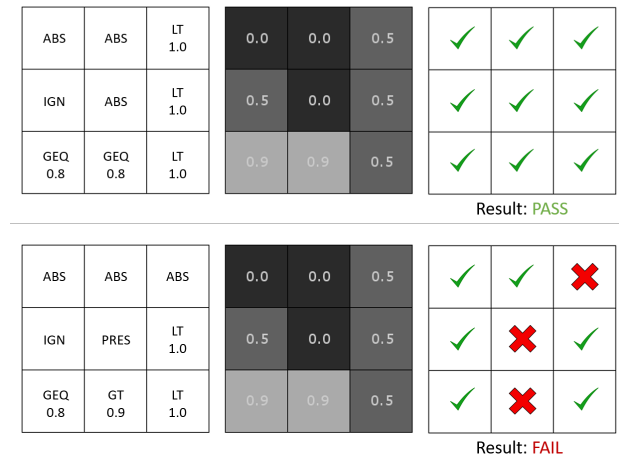 ABS ABS LT 1.0 0.0 0.0 0.5
IGN ABS LT 1.0 0.5 0.0 0.5
GEQ 0.8 GEQ 0.8 LT 1.0 0.9 0.9 0.5
Result: PASS
ABS ABS ABS 0.0 0.0 0.5
IGN PRES LT 1.0 0.5 0.0 0.5
GEQ 0.8 GT 0.9 LT 1.0 0.9 0.9 0.5
Result: FAIL